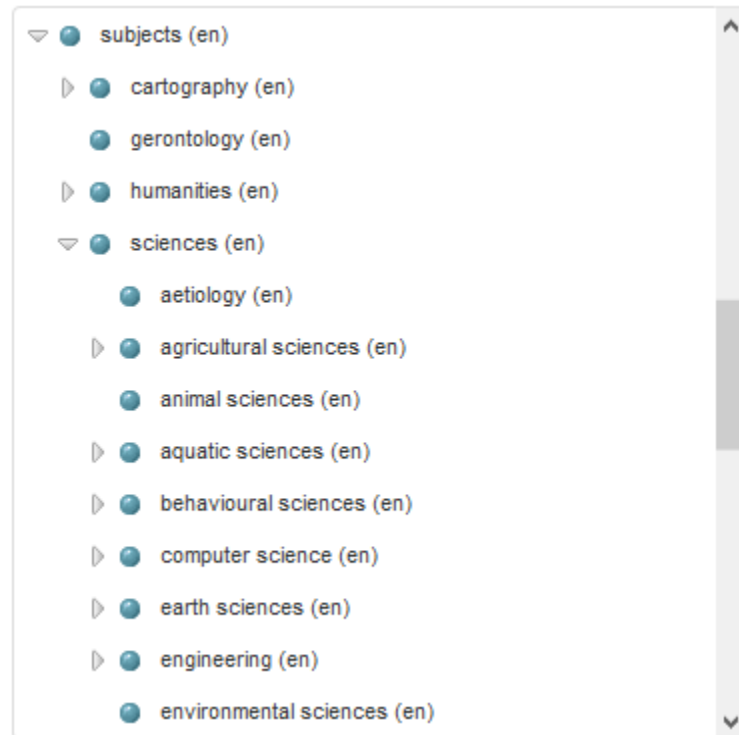 subjects (en)
cartography (en)
gerontology (en)
humanities (en)
sciences (en)
aetiology (en)
agricultural sciences (en)
animal sciences (en)
aquatic sciences (en)
behavioural sciences (en)
computer science (en)
earth sciences (en)
engineering (en)
environmental sciences (en)